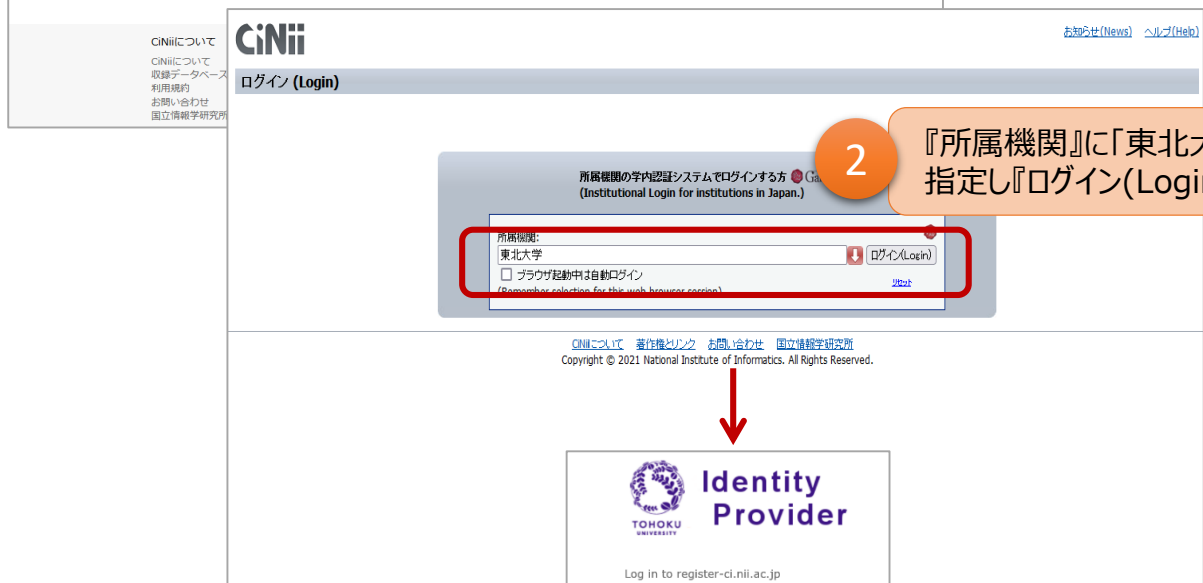 CiNiiについて
CiNiiについて
収録データベース
利用規約
お問い合わせ
国立情報学研究所
CiNii
お知らせ(News) ヘルプ(Help)
ログイン (Login)
所属機関の学内認証システムでログインする方
(Institutional Login for institutions in Japan.)
2
『所属機関』に「東北
指定し『ログイン(Login
所属機関:
東北大学
ログイン(Login)
ブラウザ起動中は自動ログイン
(Remember selection for this web browser session)
リセット
CiNiiについて 著作権とリンク お問い合わせ 国立情報学研究所
Copyright © 2021 National Institute of Informatics. All Rights Reserved.
Identity
Provider
TOHOKU
UNIVERSITY
Log in to register-ci.nii.ac.jp